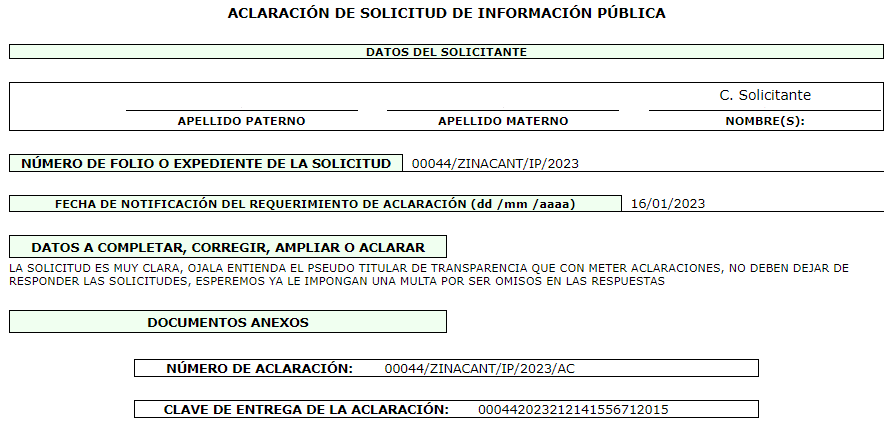 ACLARACIÓN DE SOLICITUD DE INFORMACIÓN PÚBLICA
DATOS DEL SOLICITANTE
C. Solicitante
APELLIDO PATERNO APELLIDO MATERNO NOMBRE(S):
NÚMERO DE FOLIO O EXPEDIENTE DE LA SOLICITUD 00044/ZINACANT/IP/2023
FECHA DE NOTIFICACIÓN DEL REQUERIMIENTO DE ACLARACIÓN (dd /mm /aaaa) 16/01/2023
DATOS A COMPLETAR, CORREGIR, AMPLIAR O ACLARAR
LA SOLICITUD ES MUY CLARA, OJALA ENTIENDA EL PSEUDO TITULAR DE TRANSPARENCIA QUE CON METER ACLARACIONES, NO DEBEN DEJAR DE
RESPONDER LAS SOLICITUDES, ESPEREMOS YA LE IMPONGAN UNA MULTA POR SER OMISOS EN LAS RESPUESTAS
DOCUMENTOS ANEXOS
NÚMERO DE ACLARACIÓN: 00044/ZINACANT/IP/2023/AC
CLAVE DE ENTREGA DE LA ACLARACIÓN: 000442023212141556712015